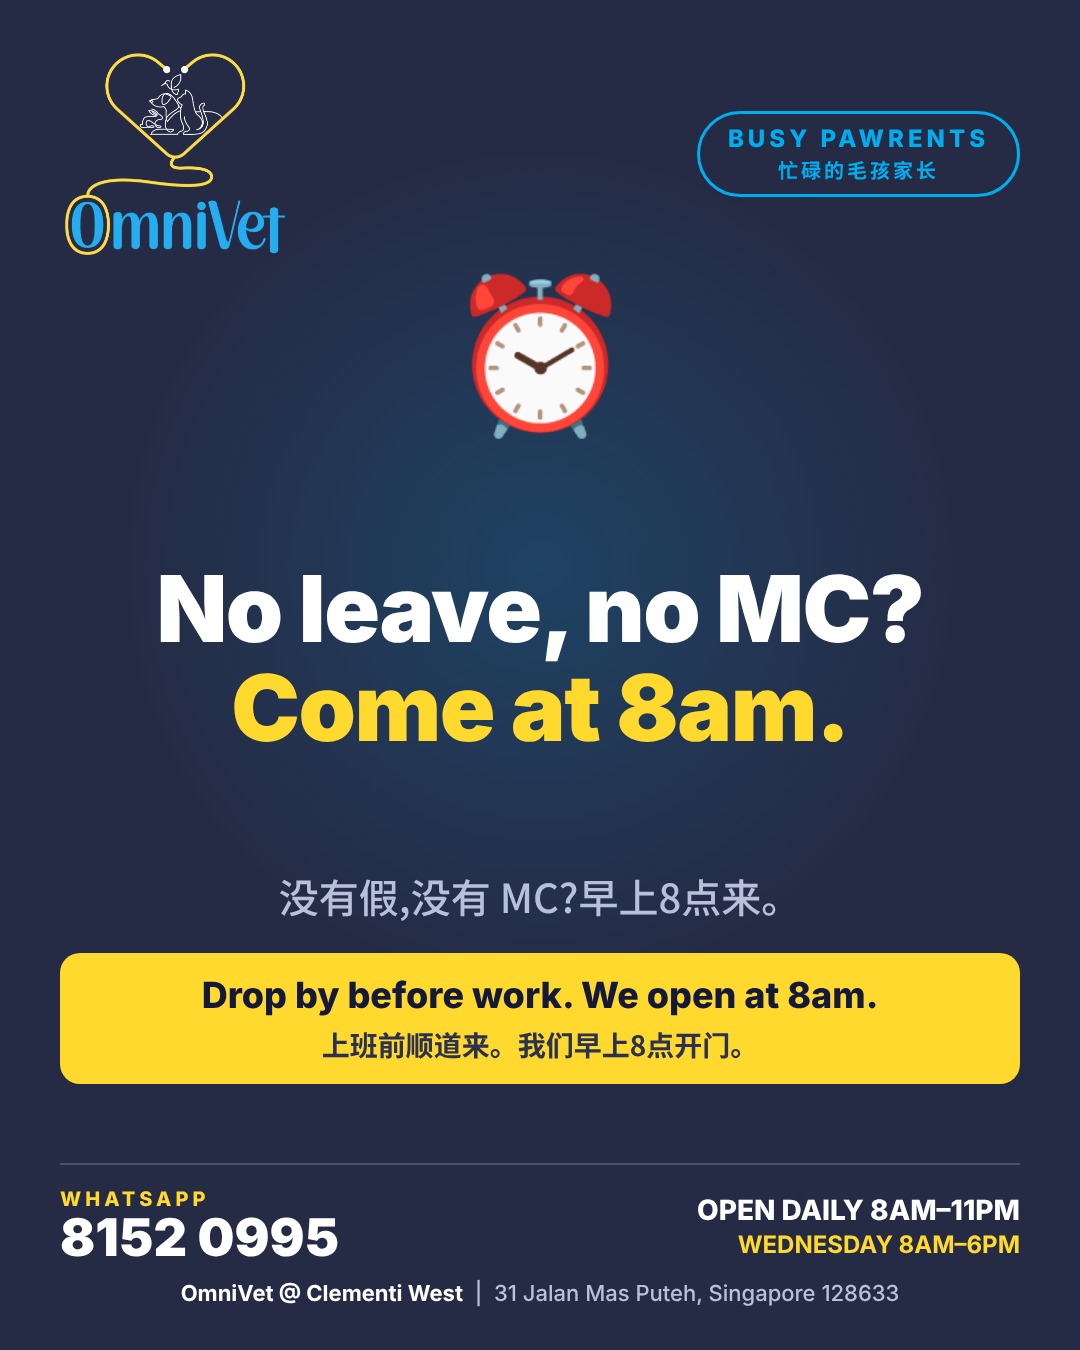 OmniVet
BUSY PAWRENTS
忙碌的毛孩家长
No leave, no MC?
Come at 8am.
没有假,没有 MC?早上8点来。
Drop by before work. We open at 8am.
上班前顺道来。我们早上8点开门。
WHATSAPP
8152 0995
OPEN DAILY 8AM–11PM
WEDNESDAY 8AM–6PM
OmniVet @ Clementi West | 31 Jalan Mas Puteh, Singapore 128633